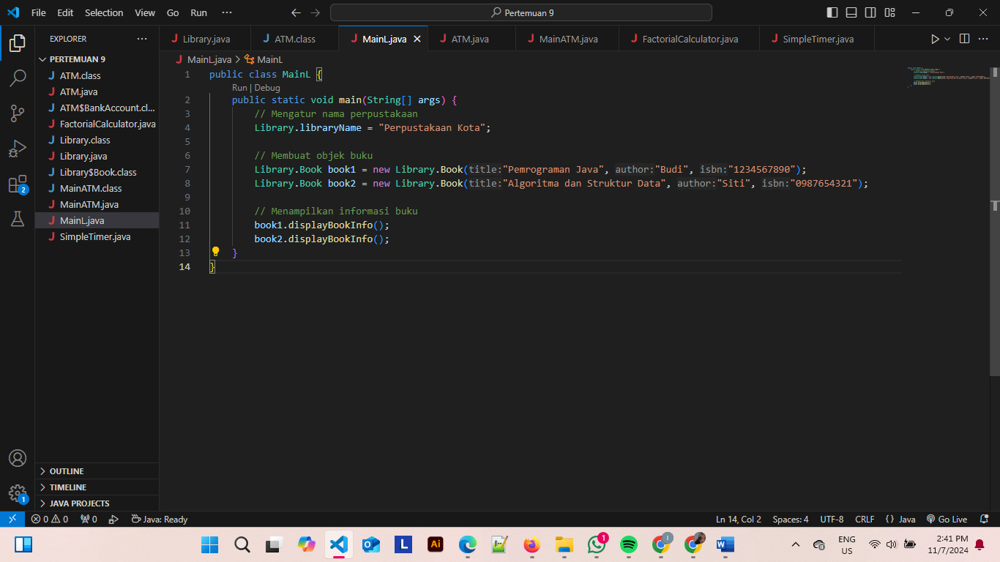 File Edit Selection View Go Run ··· Pertemuan 9
EXPLORER ···
PERTEMUAN 9
ATM.class
ATM.java
ATM$BankAccount.cl...
FactorialCalculator.java
Library.class
Library.java
Library$Book.class
MainATM.class
MainATM.java
MainL.java
SimpleTimer.java
OUTLINE
TIMELINE
JAVA PROJECTS
2
1
Library.java ATM.class MainL.java ATM.java MainATM.java FactorialCalculator.java SimpleTimer.java
MainL.java > MainL
1 public class MainL {
Run | Debug
2 public static void main(String[] args) {
3 // Mengatur nama perpustakaan
4 Library.libraryName = "Perpustakaan Kota";
5
6 // Membuat objek buku
7 Library.Book book1 = new Library.Book(title:"Pemrograman Java", author:"Budi", isbn:"1234567890");
8 Library.Book book2 = new Library.Book(title:"Algoritma dan Struktur Data", author:"Siti", isbn:"0987654321");
9
10 // Menampilkan informasi buku
11 book1.displayBookInfo();
12 book2.displayBookInfo();
13 }
14 }
0 0 0 Java: Ready Ln 14, Col 2 Spaces: 4 UTF-8 CRLF {} Java Go Live
L Ai 1 W
ENG
US
2:41 PM
11/7/2024